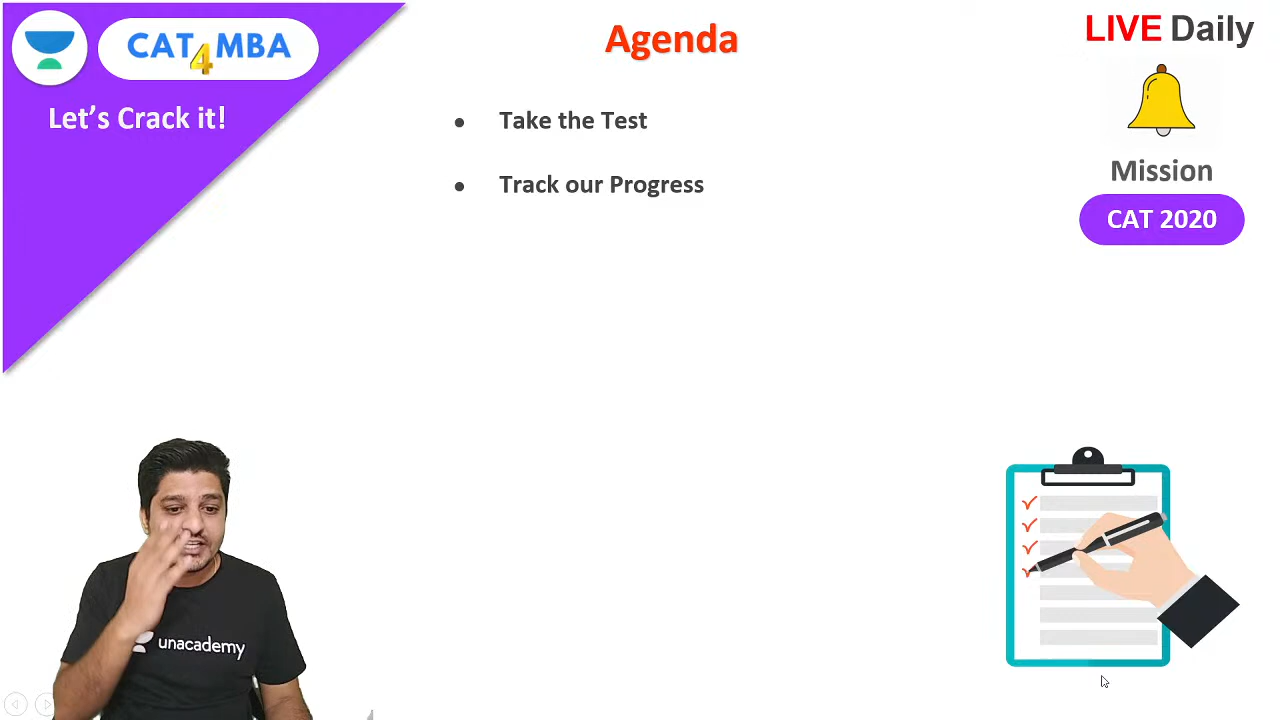 CAT4MBA
Let's Crack it!
Agenda
• Take the Test
• Track our Progress
LIVE Daily
Mission
CAT 2020
unacademy